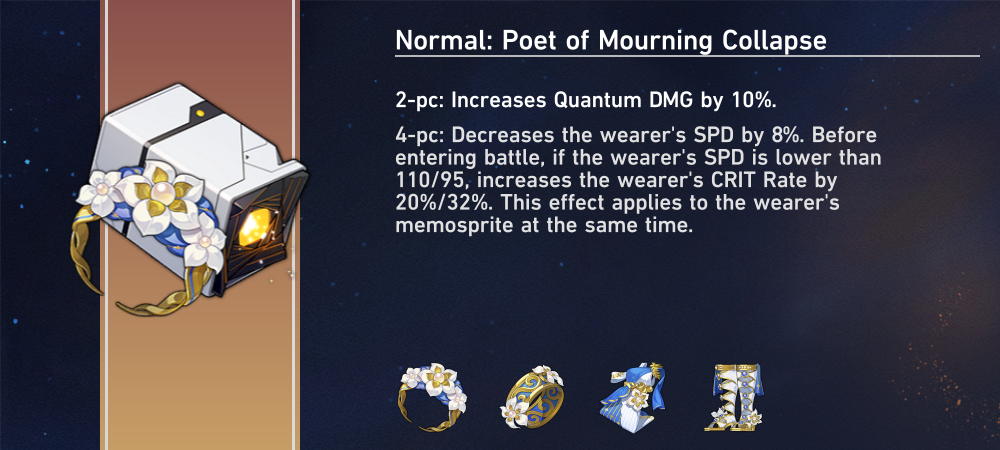 Normal: Poet of Mourning Collapse
2-pc: Increases Quantum DMG by 10%.
4-pc: Decreases the wearer's SPD by 8%. Before
entering battle, if the wearer's SPD is lower than
110/95, increases the wearer's CRIT Rate by
20%/32%. This effect applies to the wearer's
memosprite at the same time.